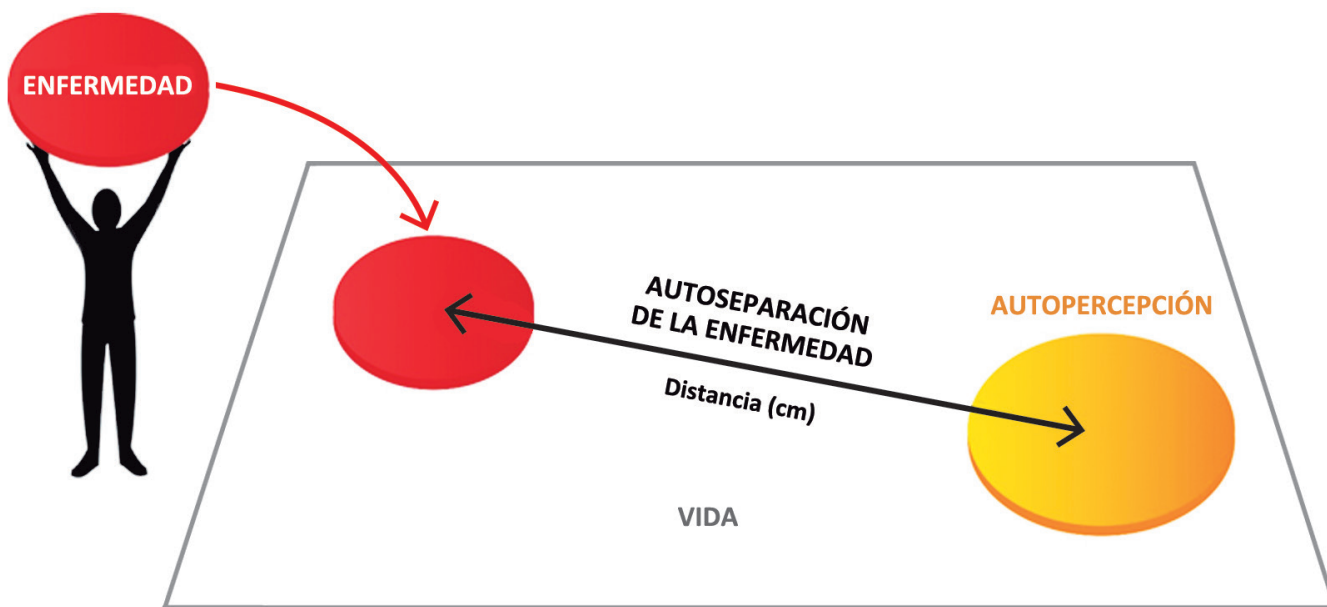 ENFERMEDAD
AUTOSEPARACIÓN
DE LA ENFERMEDAD
Distancia (cm)
AUTOPERCEPCIÓN
VIDA